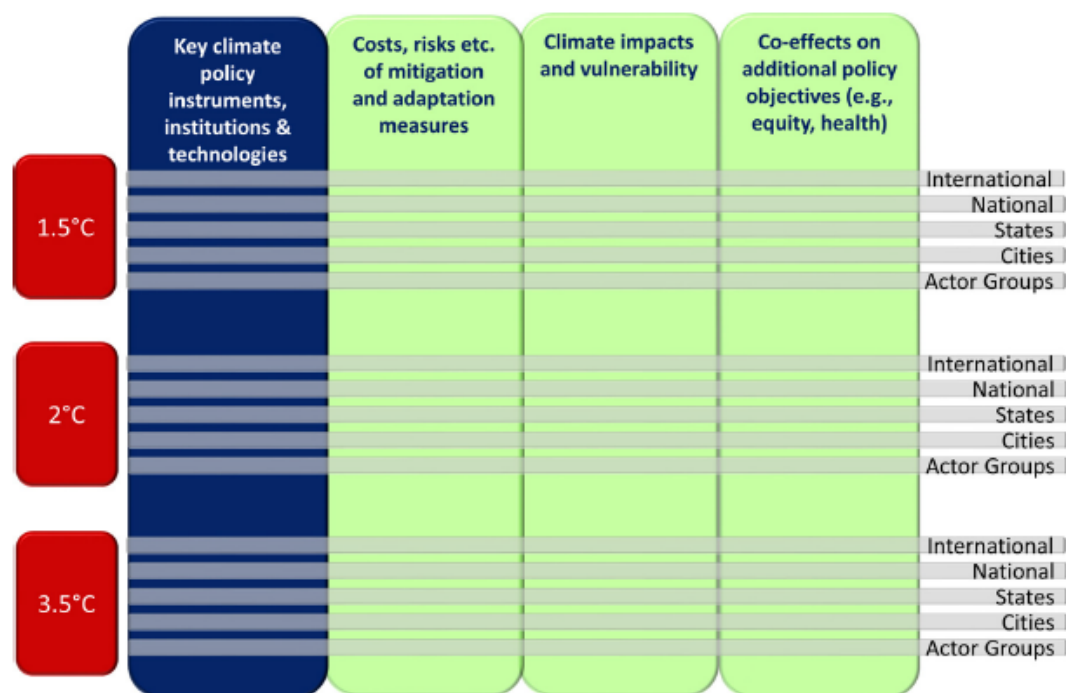 Key climate
policy
instruments,
institutions &
technologies
Costs, risks etc.
of mitigation
and adaptation
measures
Climate impacts
and vulnerability
Co-effects on
additional policy
objectives (e.g.,
equity, health)
1.5°C
International
National
States
Cities
Actor Groups
2°C
International
National
States
Cities
Actor Groups
3.5°C
International
National
States
Cities
Actor Groups